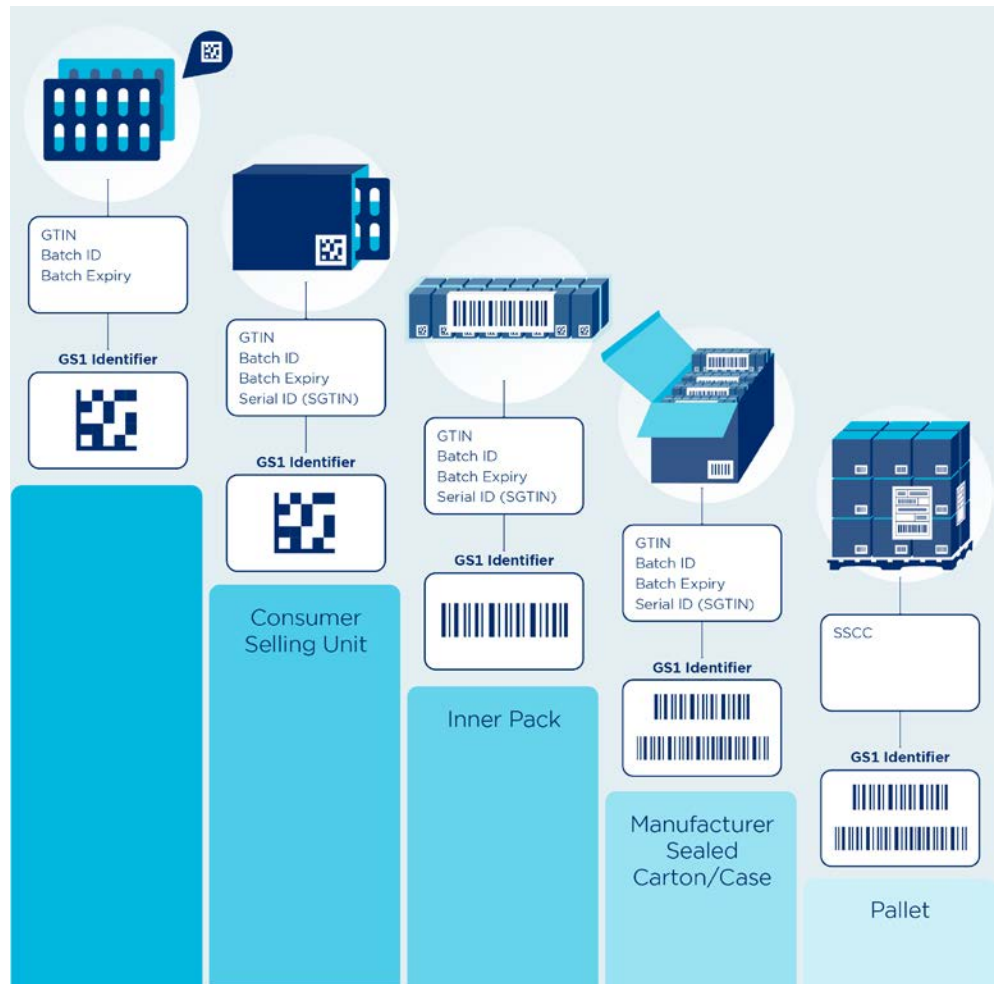 GTIN
Batch ID
Batch Expiry
GS1 Identifier
GTIN
Batch ID
Batch Expiry
Serial ID (SGTIN)
GS1 Identifier
Consumer
Selling Unit
GTIN
Batch ID
Batch Expiry
Serial ID (SGTIN)
GS1 Identifier
Inner Pack
GTIN
Batch ID
Batch Expiry
Serial ID (SGTIN)
GS1 Identifier
Manufacturer
Sealed
Carton/Case
SSCC
GS1 Identifier
Pallet